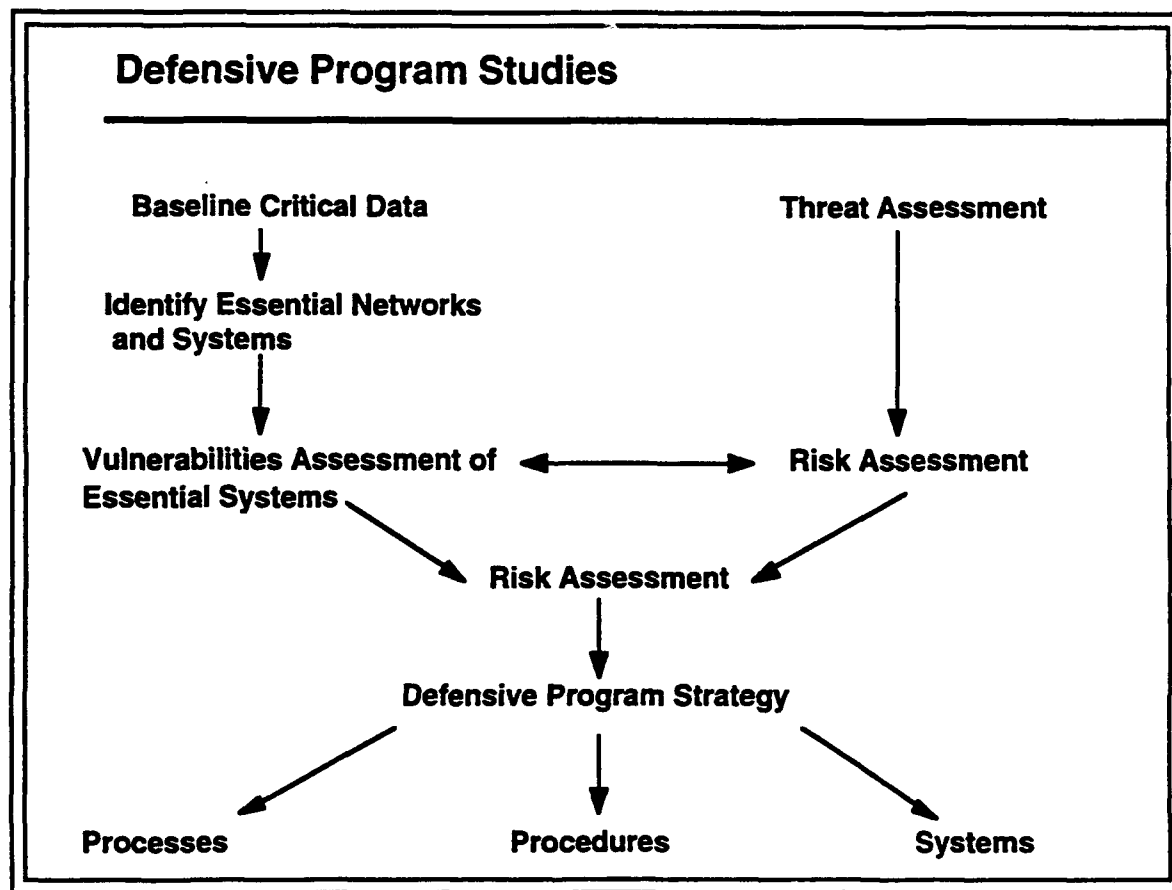 Defensive Program Studies
Baseline Critical Data
Threat Assessment
Identify Essential Networks
and Systems
Vulnerabilities Assessment of
Essential Systems
Risk Assessment
Risk Assessment
Defensive Program Strategy
Processes
Procedures
Systems